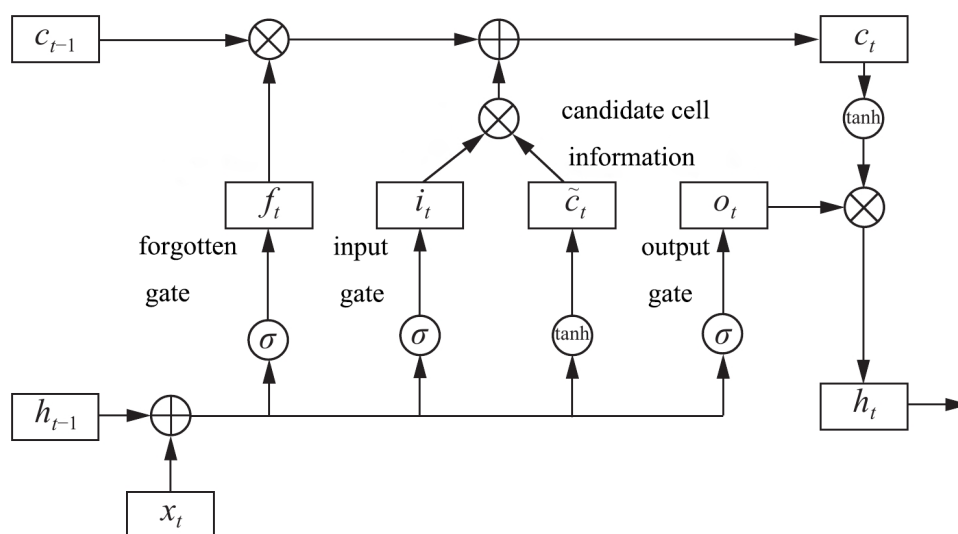 c_{t-1}
c_t
tanh
candidate cell
information
f_t
i_t
c̃_t
o_t
forgotten
gate
input
gate
output
gate
σ
σ
tanh
σ
h_{t-1}
h_t
x_t